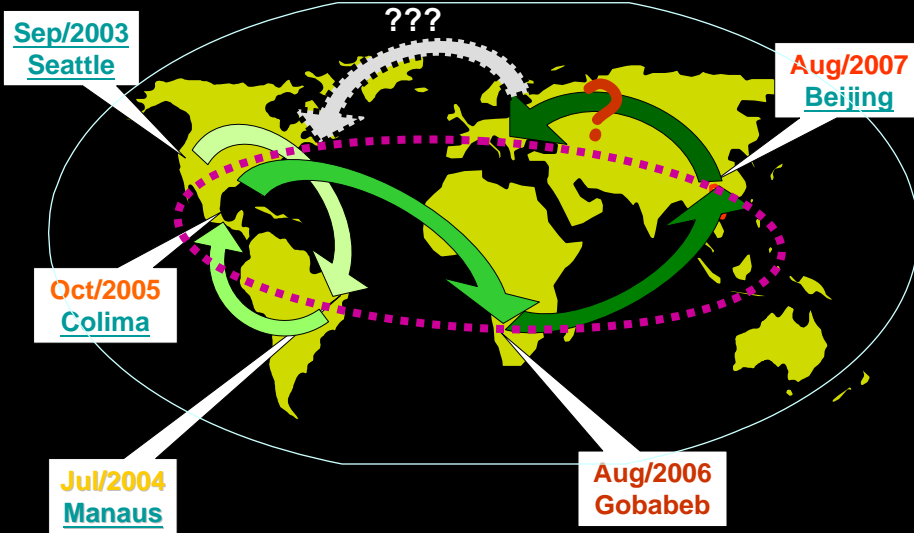 ???
Sep/2003
Seattle
Aug/2007
Beijing
?
Oct/2005
Colima
Jul/2004
Manaus
Aug/2006
Gobabeb